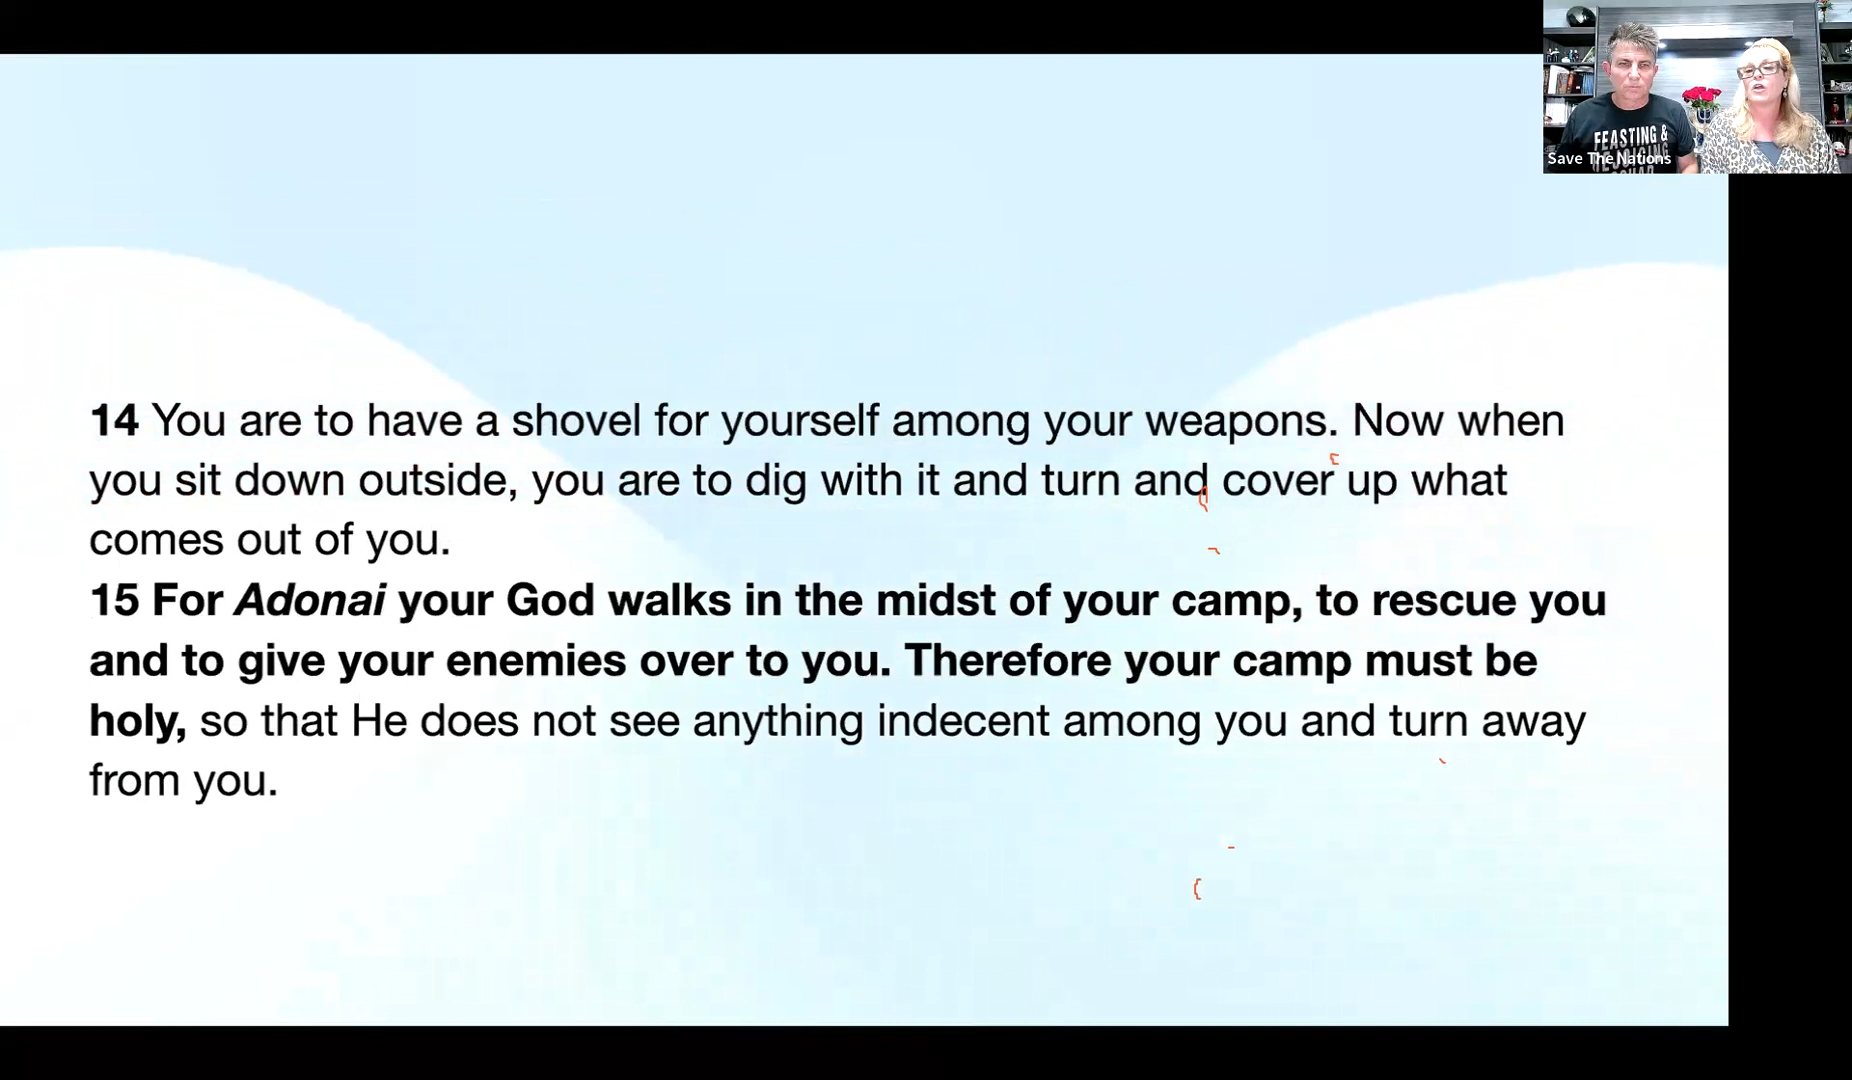 FEASTING &
REJOICING
SQUAD
Save The Nations
14 You are to have a shovel for yourself among your weapons. Now when
you sit down outside, you are to dig with it and turn and cover up what
comes out of you.
15 For Adonai your God walks in the midst of your camp, to rescue you
and to give your enemies over to you. Therefore your camp must be
holy, so that He does not see anything indecent among you and turn away
from you.